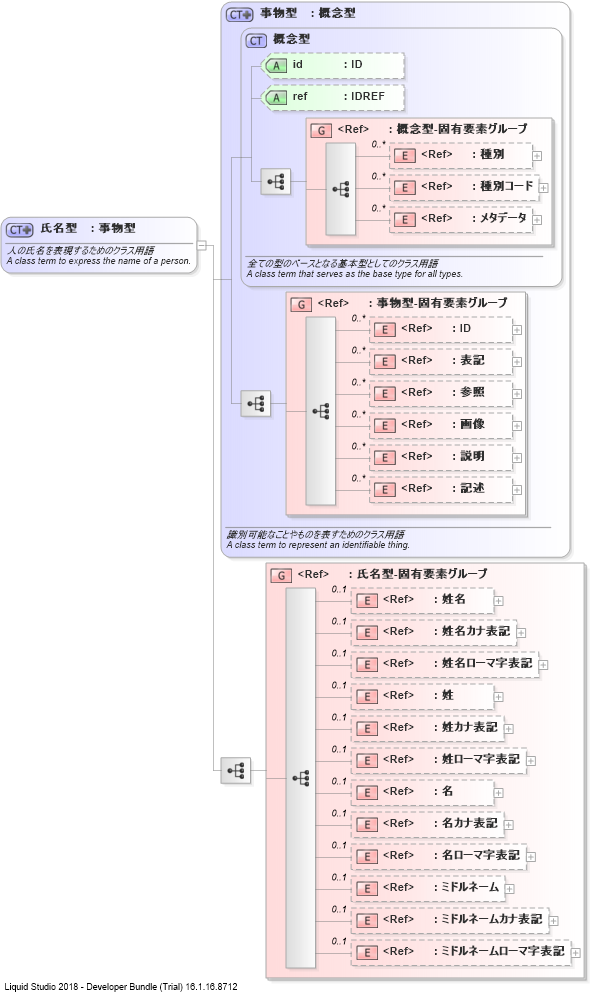 CT 事物型 : 概念型
CT 概念型
A id : ID
A ref : IDREF
G <Ref> : 概念型-固有要素グループ
0..*
E <Ref> : 種別
0..*
E <Ref> : 種別コード
0..*
E <Ref> : メタデータ
CT 氏名型 : 事物型
人の氏名を表現するためのクラス用語
A class term to express the name of a person.
全ての型のベースとなる基本型としてのクラス用語
A class term that serves as the base type for all types.
G <Ref> : 事物型-固有要素グループ
0..*
E <Ref> : ID
0..*
E <Ref> : 表記
0..*
E <Ref> : 参照
0..*
E <Ref> : 画像
0..*
E <Ref> : 説明
0..*
E <Ref> : 記述
識別可能なことやものを表すためのクラス用語
A class term to represent an identifiable thing.
G <Ref> : 氏名型-固有要素グループ
0..1
E <Ref> : 姓名
0..1
E <Ref> : 姓名カナ表記
0..1
E <Ref> : 姓名ローマ字表記
0..1
E <Ref> : 姓
0..1
E <Ref> : 姓カナ表記
0..1
E <Ref> : 姓ローマ字表記
0..1
E <Ref> : 名
0..1
E <Ref> : 名カナ表記
0..1
E <Ref> : 名ローマ字表記
0..1
E <Ref> : ミドルネーム
0..1
E <Ref> : ミドルネームカナ表記
0..1
E <Ref> : ミドルネームローマ字表記
Liquid Studio 2018 - Developer Bundle (Trial) 16.1.16.8712